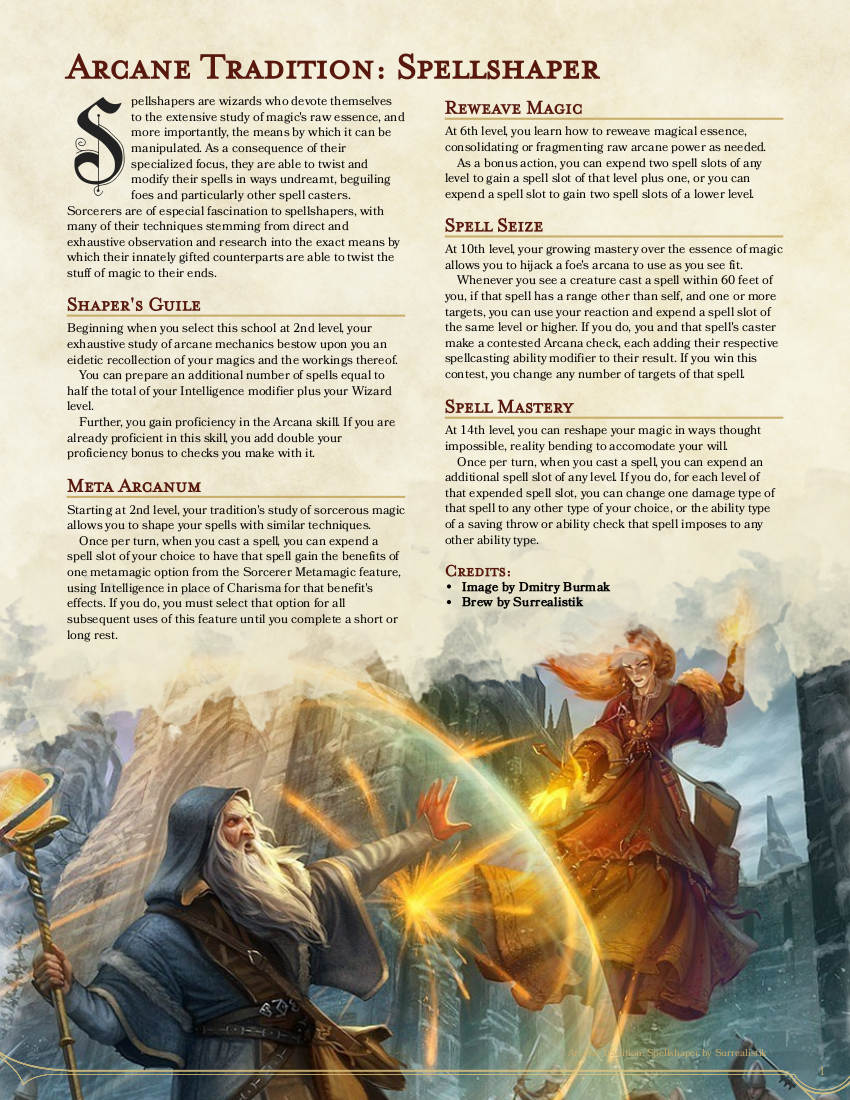 Arcane Tradition: Spellshaper
Spellshapers are wizards who devote themselves
to the extensive study of magic's raw essence, and
more importantly, the means by which it can be
manipulated. As a consequence of their
specialized focus, they are able to twist and
modify their spells in ways undreamt, beguiling
foes and particularly other spell casters.
Sorcerers are of especial fascination to spellshapers, with
many of their techniques stemming from direct and
exhaustive observation and research into the exact means by
which their innately gifted counterparts are able to twist the
stuff of magic to their ends.
Shaper's Guile
Beginning when you select this school at 2nd level, your
exhaustive study of arcane mechanics bestow upon you an
eidetic recollection of your magics and the workings thereof.
You can prepare an additional number of spells equal to
half the total of your Intelligence modifier plus your Wizard
level.
Further, you gain proficiency in the Arcana skill. If you are
already proficient in this skill, you add double your
proficiency bonus to checks you make with it.
Meta Arcanum
Starting at 2nd level, your tradition's study of sorcerous magic
allows you to shape your spells with similar techniques.
Once per turn, when you cast a spell, you can expend a
spell slot of your choice to have that spell gain the benefits of
one metamagic option from the Sorcerer Metamagic feature,
using Intelligence in place of Charisma for that benefit's
effects. If you do, you must select that option for all
subsequent uses of this feature until you complete a short or
long rest.
Reweave Magic
At 6th level, you learn how to reweave magical essence,
consolidating or fragmenting raw arcane power as needed.
As a bonus action, you can expend two spell slots of any
level to gain a spell slot of that level plus one, or you can
expend a spell slot to gain two spell slots of a lower level.
Spell Seize
At 10th level, your growing mastery over the essence of magic
allows you to hijack a foe's arcana to use as you see fit.
Whenever you see a creature cast a spell within 60 feet of
you, if that spell has a range other than self, and one or more
targets, you can use your reaction and expend a spell slot of
the same level or higher. If you do, you and that spell's caster
make a contested Arcana check, each adding their respective
spellcasting ability modifier to their result. If you win this
contest, you change any number of targets of that spell.
Spell Mastery
At 14th level, you can reshape your magic in ways thought
impossible, reality bending to accomodate your will.
Once per turn, when you cast a spell, you can expend an
additional spell slot of any level. If you do, for each level of
that expended spell slot, you can change one damage type of
that spell to any other type of your choice, or the ability type
of a saving throw or ability check that spell imposes to any
other ability type.
Credits:
• Image by Dmitry Burmak
• Brew by Surrealistik
Tradition: Spellshaper by Surrealistik
1